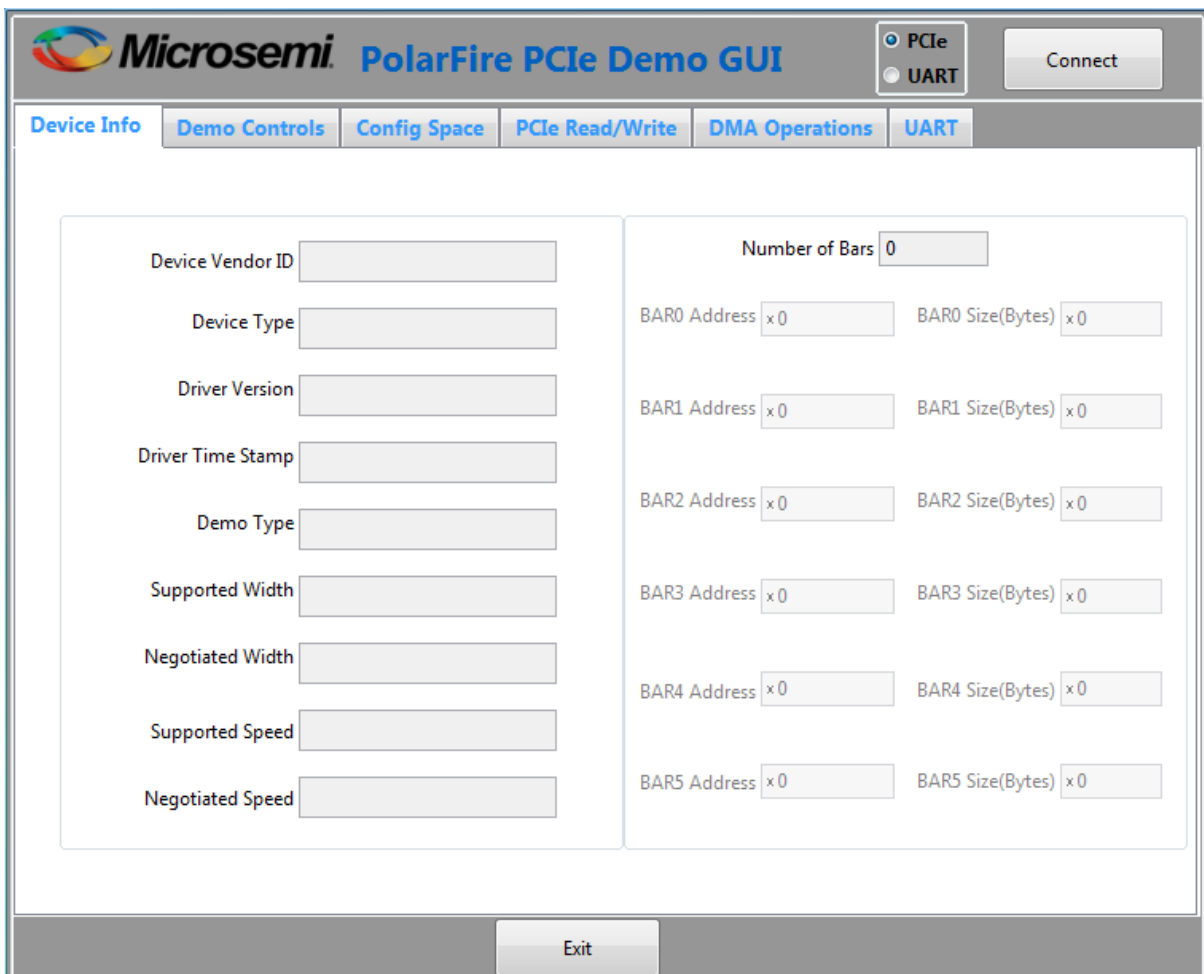 Microsemi.
PolarFire PCIe Demo GUI
PCIe
UART
Connect
Device Info
Demo Controls
Config Space
PCIe Read/Write
DMA Operations
UART
Device Vendor ID
Device Type
Driver Version
Driver Time Stamp
Demo Type
Supported Width
Negotiated Width
Supported Speed
Negotiated Speed
Number of Bars 0
BAR0 Address x 0 BAR0 Size(Bytes) x 0
BAR1 Address x 0 BAR1 Size(Bytes) x 0
BAR2 Address x 0 BAR2 Size(Bytes) x 0
BAR3 Address x 0 BAR3 Size(Bytes) x 0
BAR4 Address x 0 BAR4 Size(Bytes) x 0
BAR5 Address x 0 BAR5 Size(Bytes) x 0
Exit